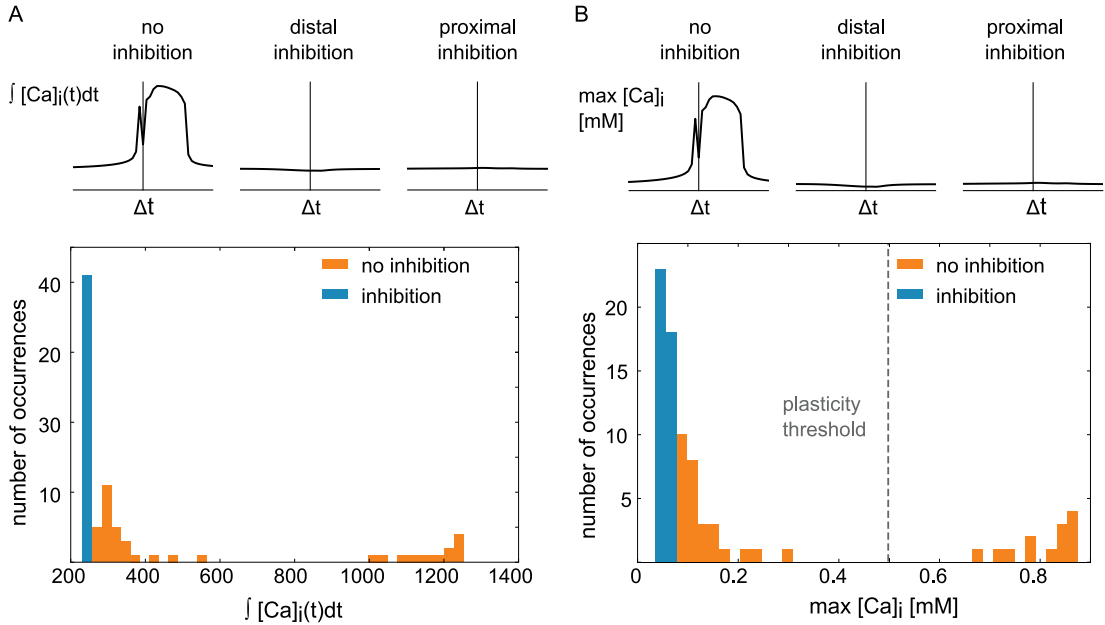 A
no
inhibition
distal
inhibition
proximal
inhibition
∫ [Ca]i(t)dt
Δt
Δt
Δt
number of occurrences
40
20
30
10
no inhibition
inhibition
200
400
600
800
1000
1200
1400
∫ [Ca]i(t)dt
B
no
inhibition
distal
inhibition
proximal
inhibition
max [Ca]i
[mM]
Δt
Δt
Δt
number of occurrences
20
15
10
5
no inhibition
inhibition
plasticity
threshold
0
0.2
0.4
0.6
0.8
max [Ca]i [mM]